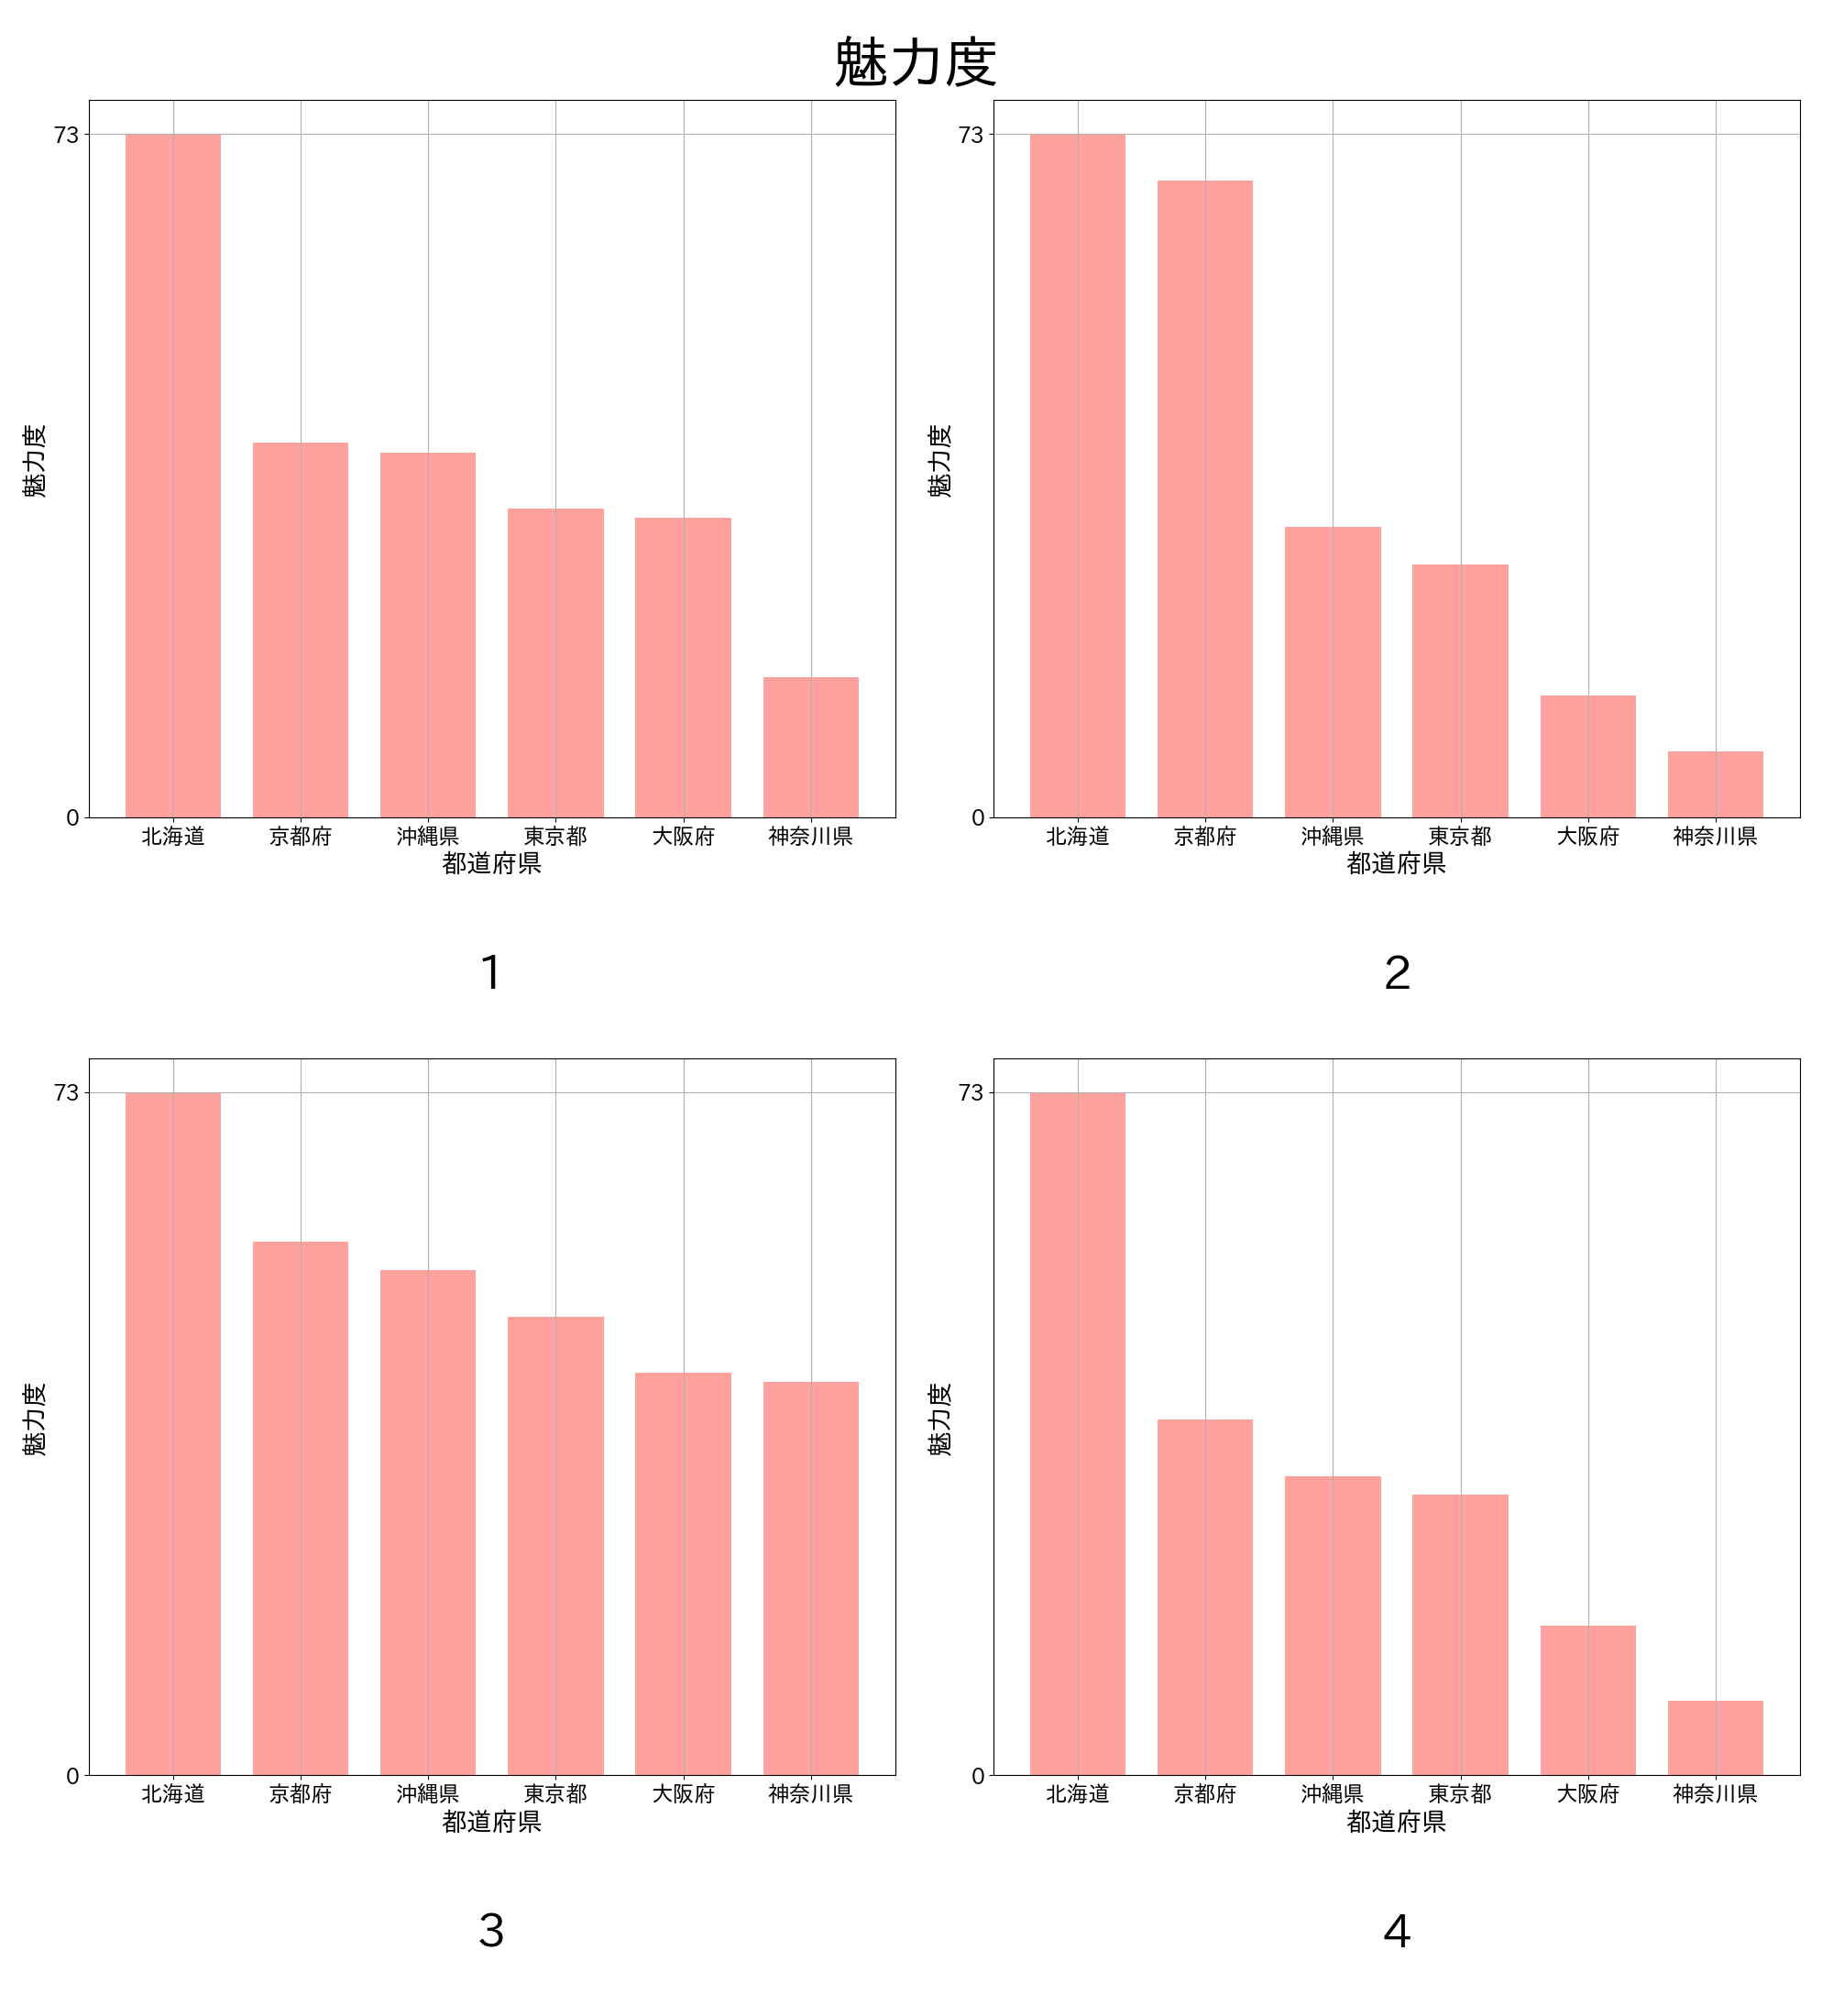 魅力度
73
魅力度
0
北海道 京都府 沖縄県 東京都 大阪府 神奈川県
都道府県
1
73
魅力度
0
北海道 京都府 沖縄県 東京都 大阪府 神奈川県
都道府県
2
73
魅力度
0
北海道 京都府 沖縄県 東京都 大阪府 神奈川県
都道府県
3
73
魅力度
0
北海道 京都府 沖縄県 東京都 大阪府 神奈川県
都道府県
4